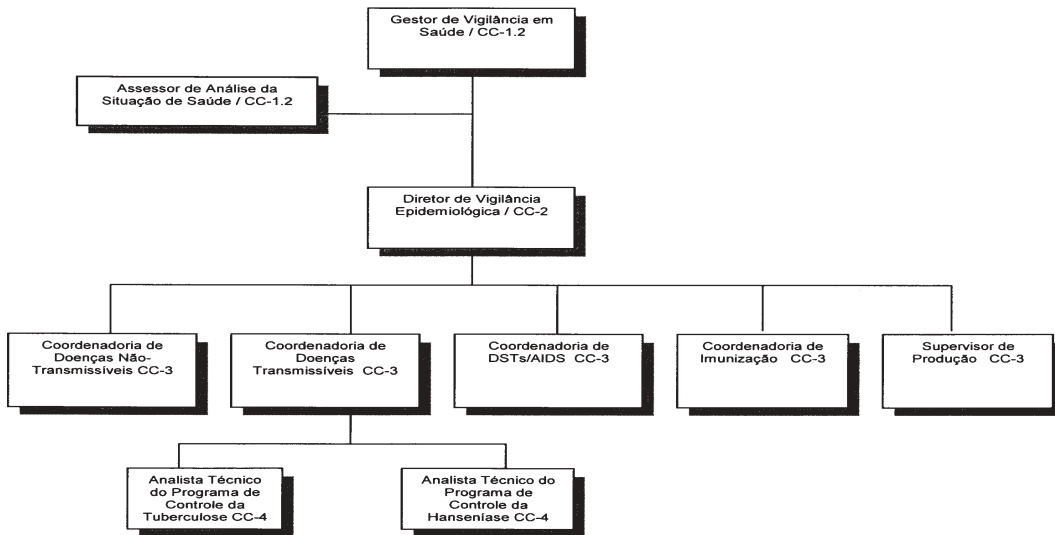 Gestor de Vigilância em
Saúde / CC-1.2
Assessor de Análise da
Situação de Saúde / CC-1.2
Diretor de Vigilância
Epidemiológica / CC-2
Coordenadoria de
Doenças Não-
Transmissíveis CC-3
Coordenadoria de
Doenças
Transmissíveis CC-3
Coordenadoria de
DSTs/AIDS CC-3
Coordenadoria de
Imunização CC-3
Supervisor de
Produção CC-3
Analista Técnico
do Programa de
Controle da
Tuberculose CC-4
Analista Técnico do
Programa de
Controle da
Hanseníase CC-4